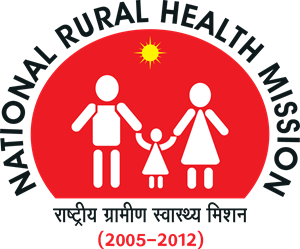 NATIONAL RURAL HEALTH MISSION
राष्ट्रीय ग्रामीण स्वास्थ्य मिशन
(2005-2012)